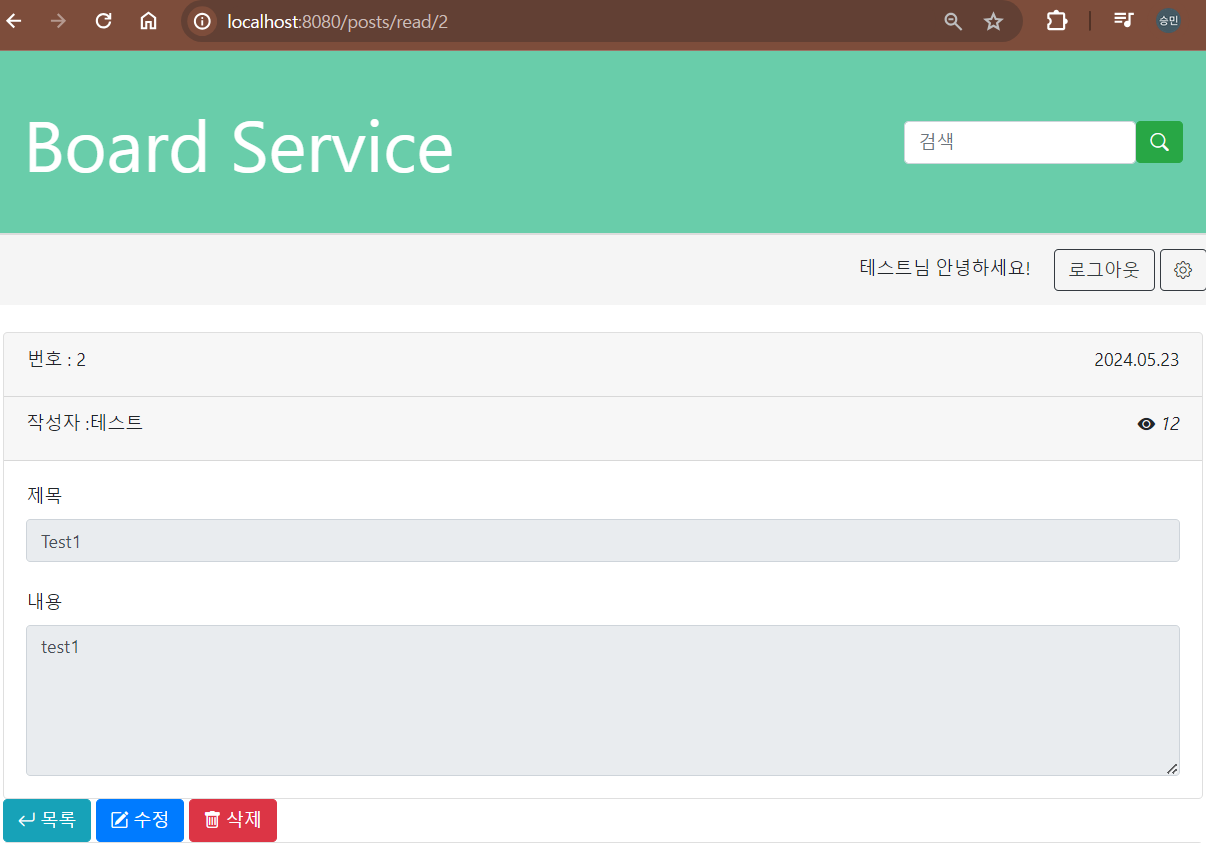 localhost:8080/posts/read/2
승민
Board Service
검색
테스트님 안녕하세요!
로그아웃
번호 : 2
2024.05.23
작성자 :테스트
12
제목
Test1
내용
test1
목록
수정
삭제